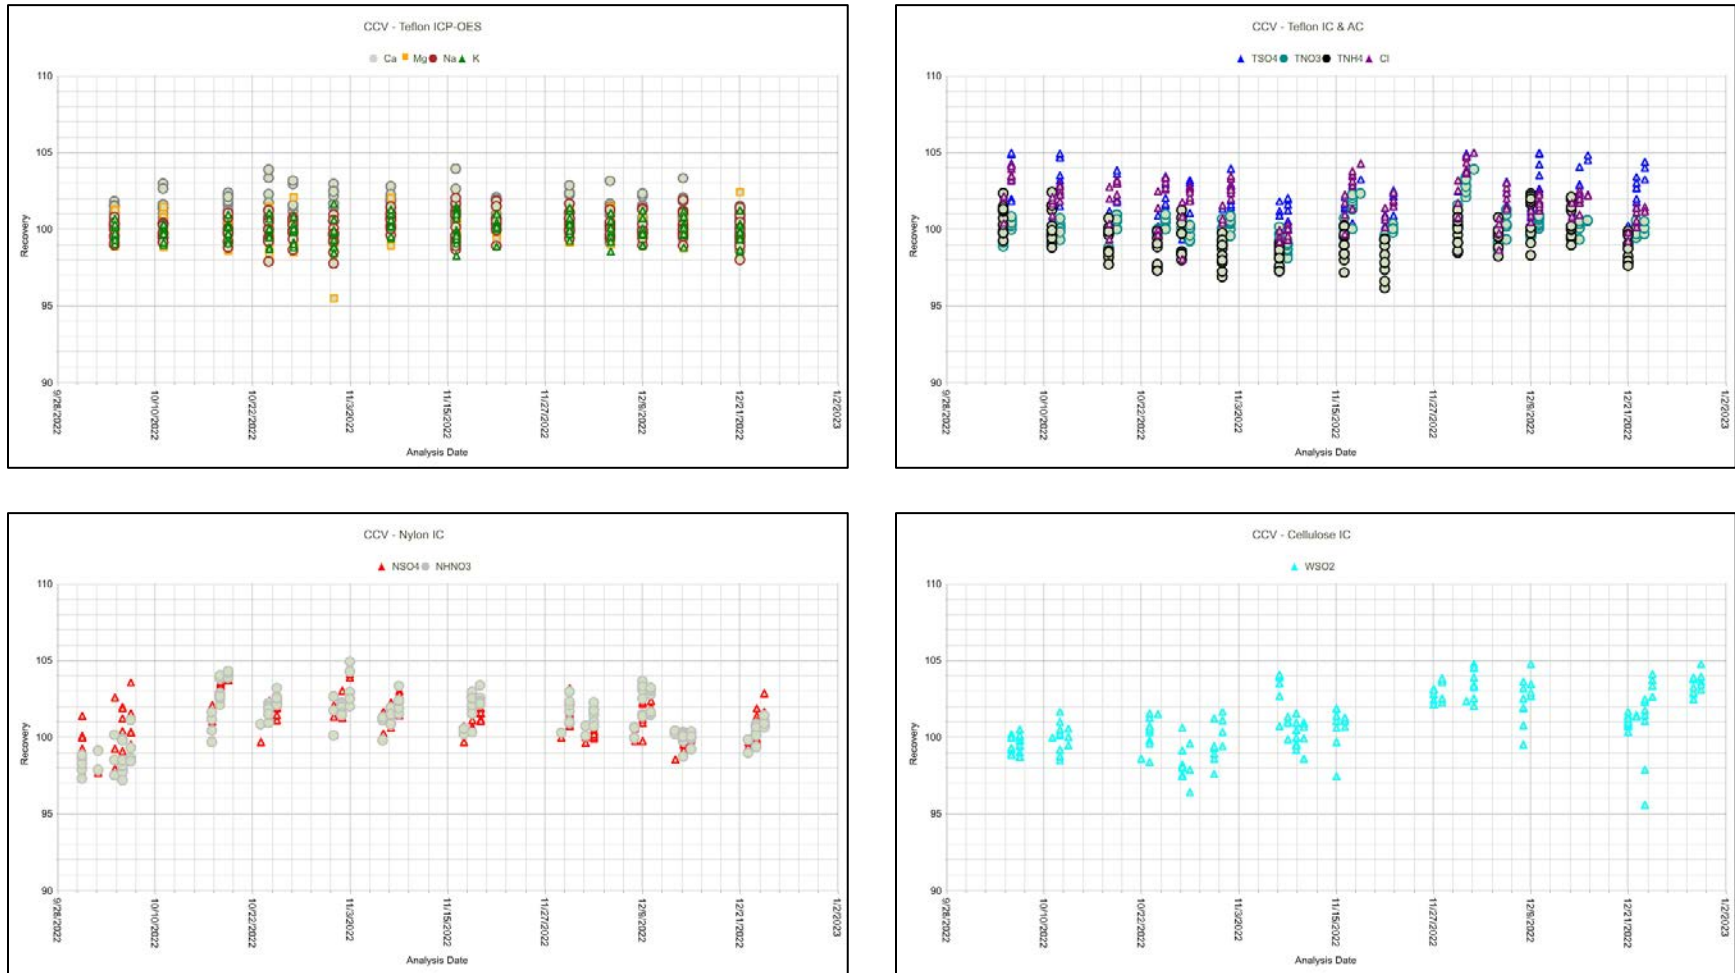 CCV - Teflon ICP-OES
Ca Mg Na K
110
105
100
95
90
Recovery
9/28/2022 10/10/2022 10/22/2022 11/3/2022 11/15/2022 11/27/2022 12/9/2022 12/21/2022 1/2/2023
Analysis Date
CCV - Teflon IC & AC
TSO4 TNO3 TNH4 Cl
110
105
100
95
90
Recovery
9/28/2022 10/10/2022 10/22/2022 11/3/2022 11/15/2022 11/27/2022 12/9/2022 12/21/2022 1/2/2023
Analysis Date
CCV - Nylon IC
NSO4 NHNO3
110
105
100
95
90
Recovery
9/28/2022 10/10/2022 10/22/2022 11/3/2022 11/15/2022 11/27/2022 12/9/2022 12/21/2022 1/2/2023
Analysis Date
CCV - Cellulose IC
WSO2
110
105
100
95
90
Recovery
9/28/2022 10/10/2022 10/22/2022 11/3/2022 11/15/2022 11/27/2022 12/9/2022 12/21/2022 1/2/2023
Analysis Date